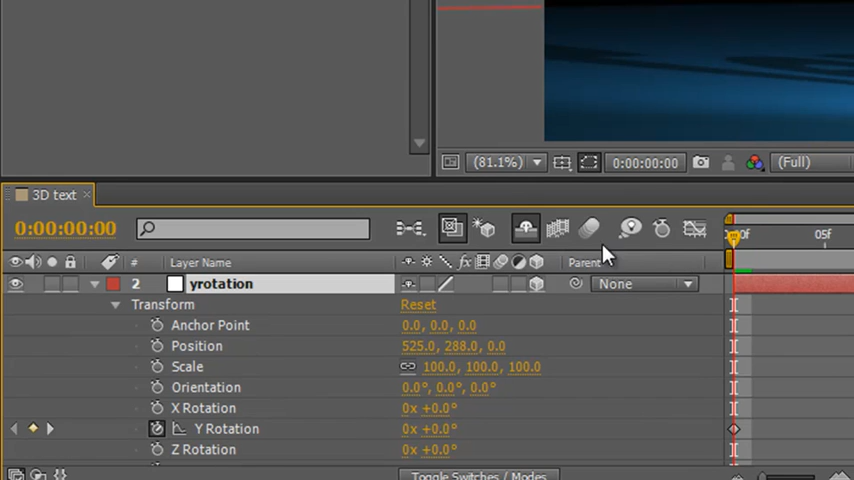 (81.1%) 0:00:00:00 (Full)
3D text ×
0:00:00:00
00f 05f
# Layer Name fx Parent
2 yrotation None
Transform Reset
Anchor Point 0.0, 0.0, 0.0
Position 525.0, 288.0, 0.0
Scale 100.0, 100.0, 100.0
Orientation 0.0°, 0.0°, 0.0°
X Rotation 0x +0.0°
Y Rotation 0x +0.0°
Z Rotation 0x +0.0°
Toggle Switches / Modes